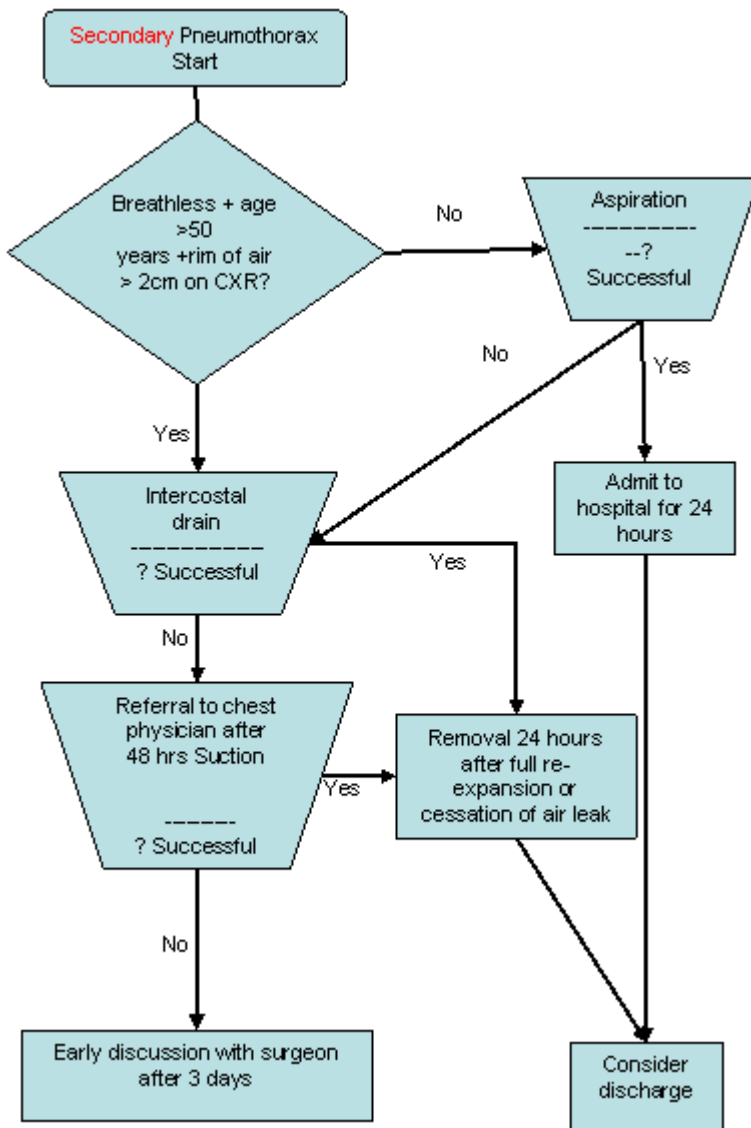 Secondary Pneumothorax
Start
Breathless + age
>50
years +rim of air
> 2cm on CXR?
No
Aspiration
----------------
--?
Successful
No
Yes
Yes
Intercostal
drain
-------------------
? Successful
Admit to
hospital for 24
hours
Yes
No
Referral to chest
physician after
48 hrs Suction
--------------
? Successful
Yes
Removal 24 hours
after full re-
expansion or
cessation of air leak
No
Early discussion with surgeon
after 3 days
Consider
discharge